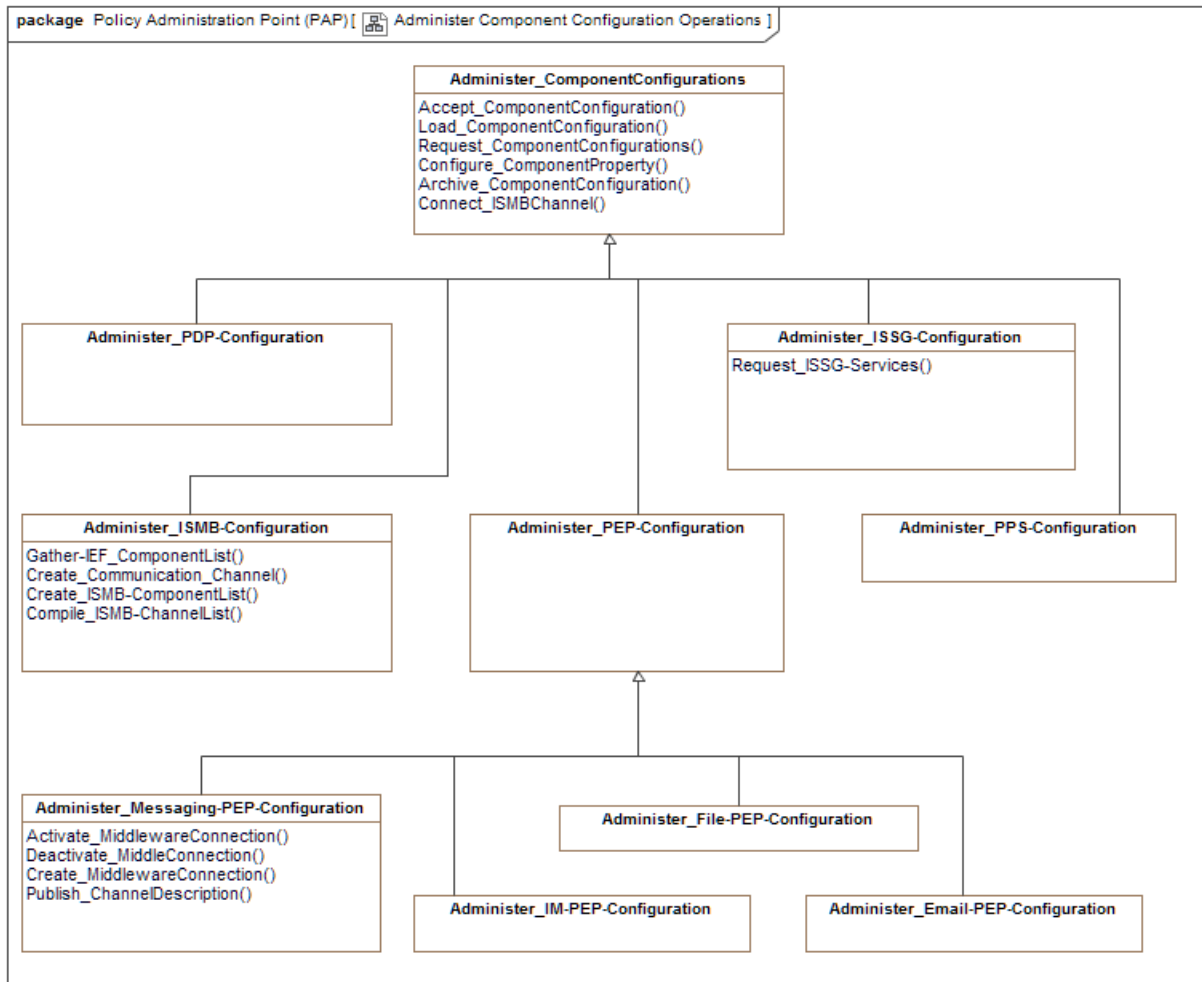 package Policy Administration Point (PAP) [ Administer Component Configuration Operations ]
Administer_ComponentConfigurations
Accept_ComponentConfiguration()
Load_ComponentConfiguration()
Request_ComponentConfigurations()
Configure_ComponentProperty()
Archive_ComponentConfiguration()
Connect_ISMBChannel()
Administer_PDP-Configuration
Administer_ISSG-Configuration
Request_ISSG-Services()
Administer_ISMB-Configuration
Gather-IEF_ComponentList()
Create_Communication_Channel()
Create_ISMB-ComponentList()
Compile_ISMB-ChannelList()
Administer_PEP-Configuration
Administer_PPS-Configuration
Administer_Messaging-PEP-Configuration
Activate_MiddlewareConnection()
Deactivate_MiddleConnection()
Create_MiddlewareConnection()
Publish_ChannelDescription()
Administer_File-PEP-Configuration
Administer_IM-PEP-Configuration
Administer_Email-PEP-Configuration